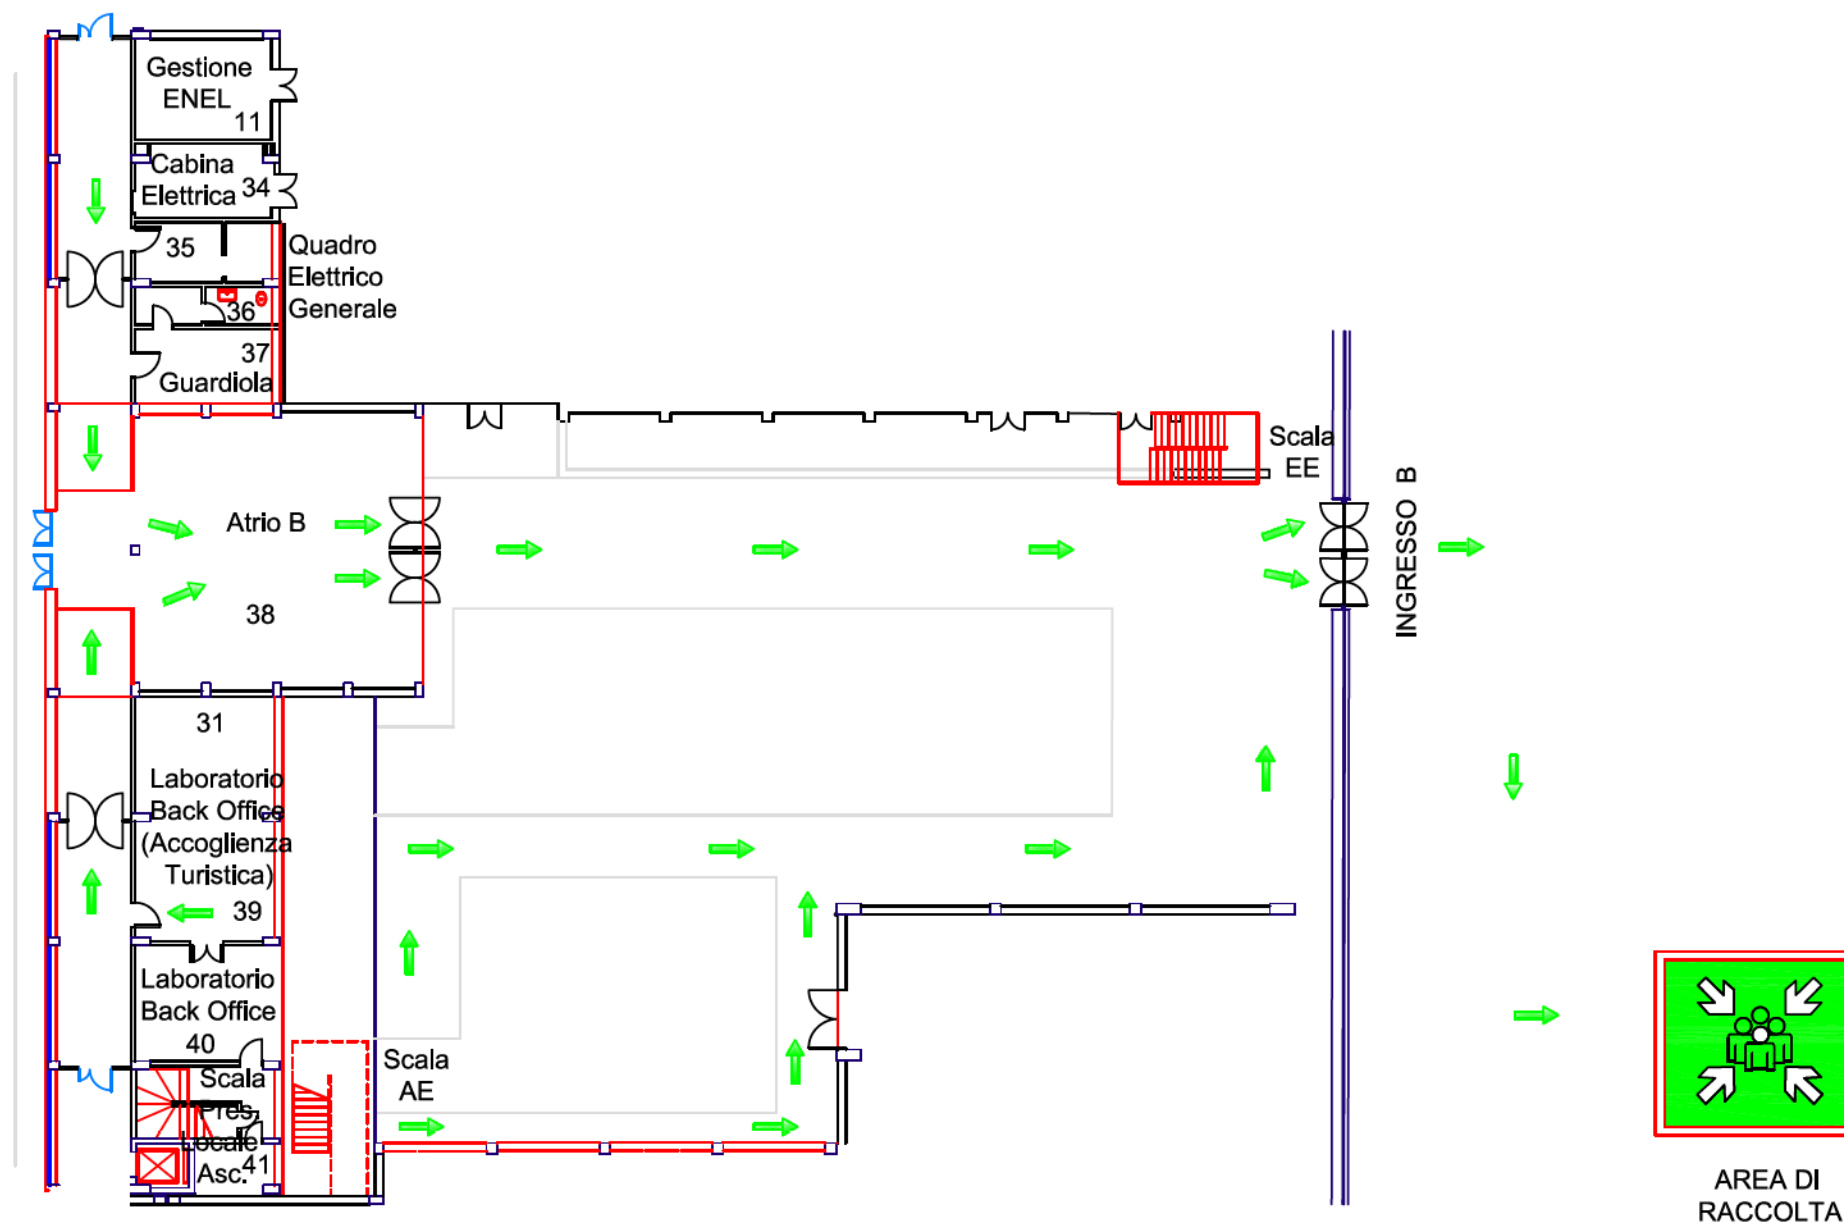 Gestione
ENEL
11
Cabina
Elettrica 34
35
Quadro
Elettrico
Generale
36
37
Guardiola
Scala
EE
INGRESSO B
Atrio B
38
31
Laboratorio
Back Office
(Accoglienza
Turistica)
39
Laboratorio
Back Office
40
Scala
AE
Scala
Pres.
Locale
Asc. 41
AREA DI
RACCOLTA